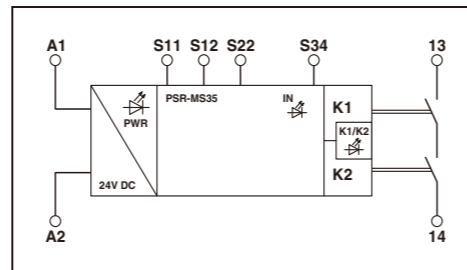 A1 S11 S12 S22 S34 13
PSR-MS35 IN K1
PWR K1/K2
K2
24V DC
A2 14